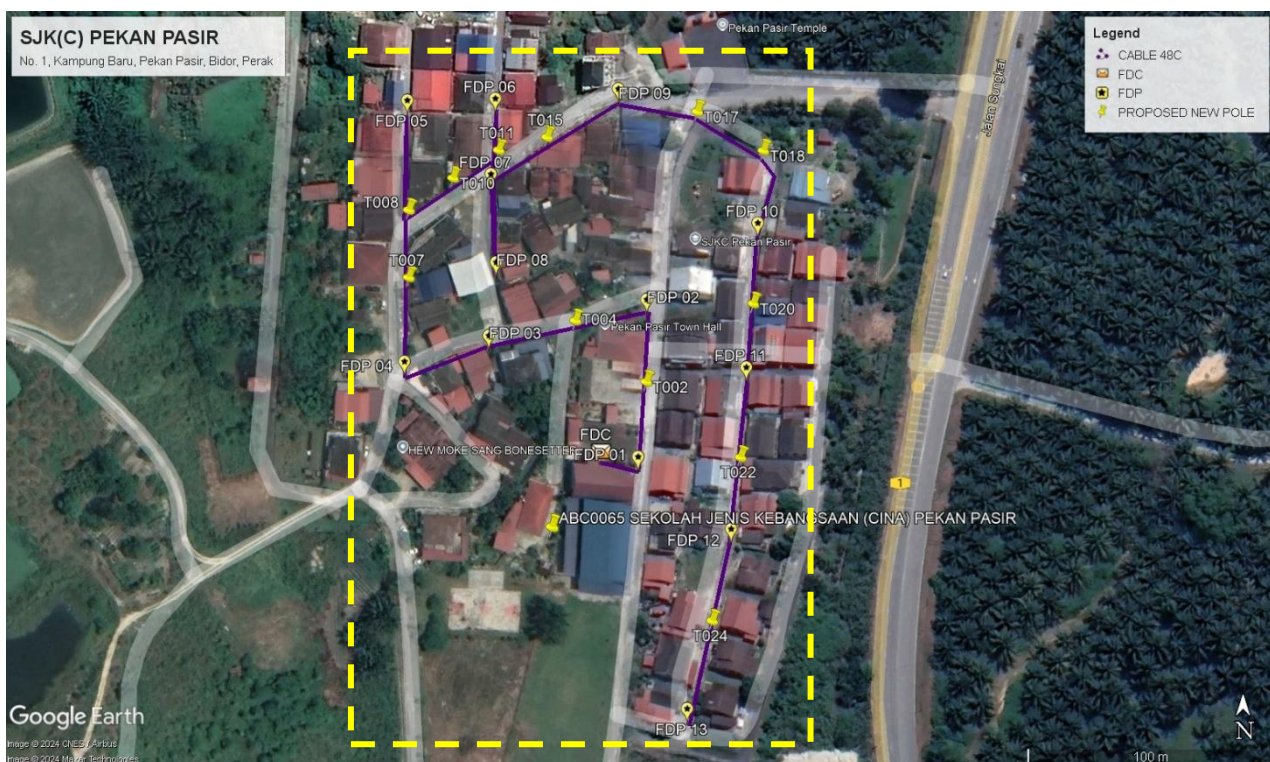 SJK(C) PEKAN PASIR
No. 1, Kampung Baru, Pekan Pasir, Bidor, Perak
Legend
CABLE 48C
FDC
FDP
PROPOSED NEW POLE
Pekan Pasir Temple
Jalan Sungkai
FDP 05
FDP 06
FDP 09
T017
T011
T015
T018
FDP 07
T010
T008
FDP 10
SJKC Pekan Pasir
T007
FDP 08
FDP 02
T020
T004
Pekan Pasir Town Hall
FDP 03
FDP 04
FDP 11
T002
FDC
HEW MOKE SANG BONESETTER
FDP 01
T022
1
ABC0065 SEKOLAH JENIS KEBANGSAAN (CINA) PEKAN PASIR
FDP 12
T024
FDP 13
Google Earth
N
Image © 2024 CNES / Airbus
Image © 2024 Maxar Technologies
100 m